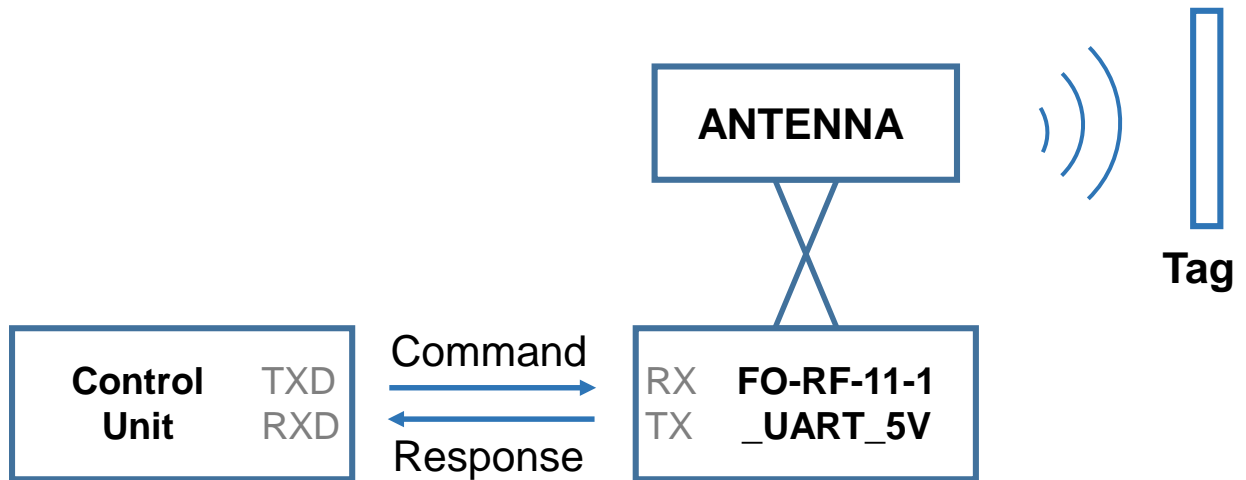 ANTENNA
Tag
Control TXD
Unit RXD
Command
Response
RX FO-RF-11-1
TX _UART_5V